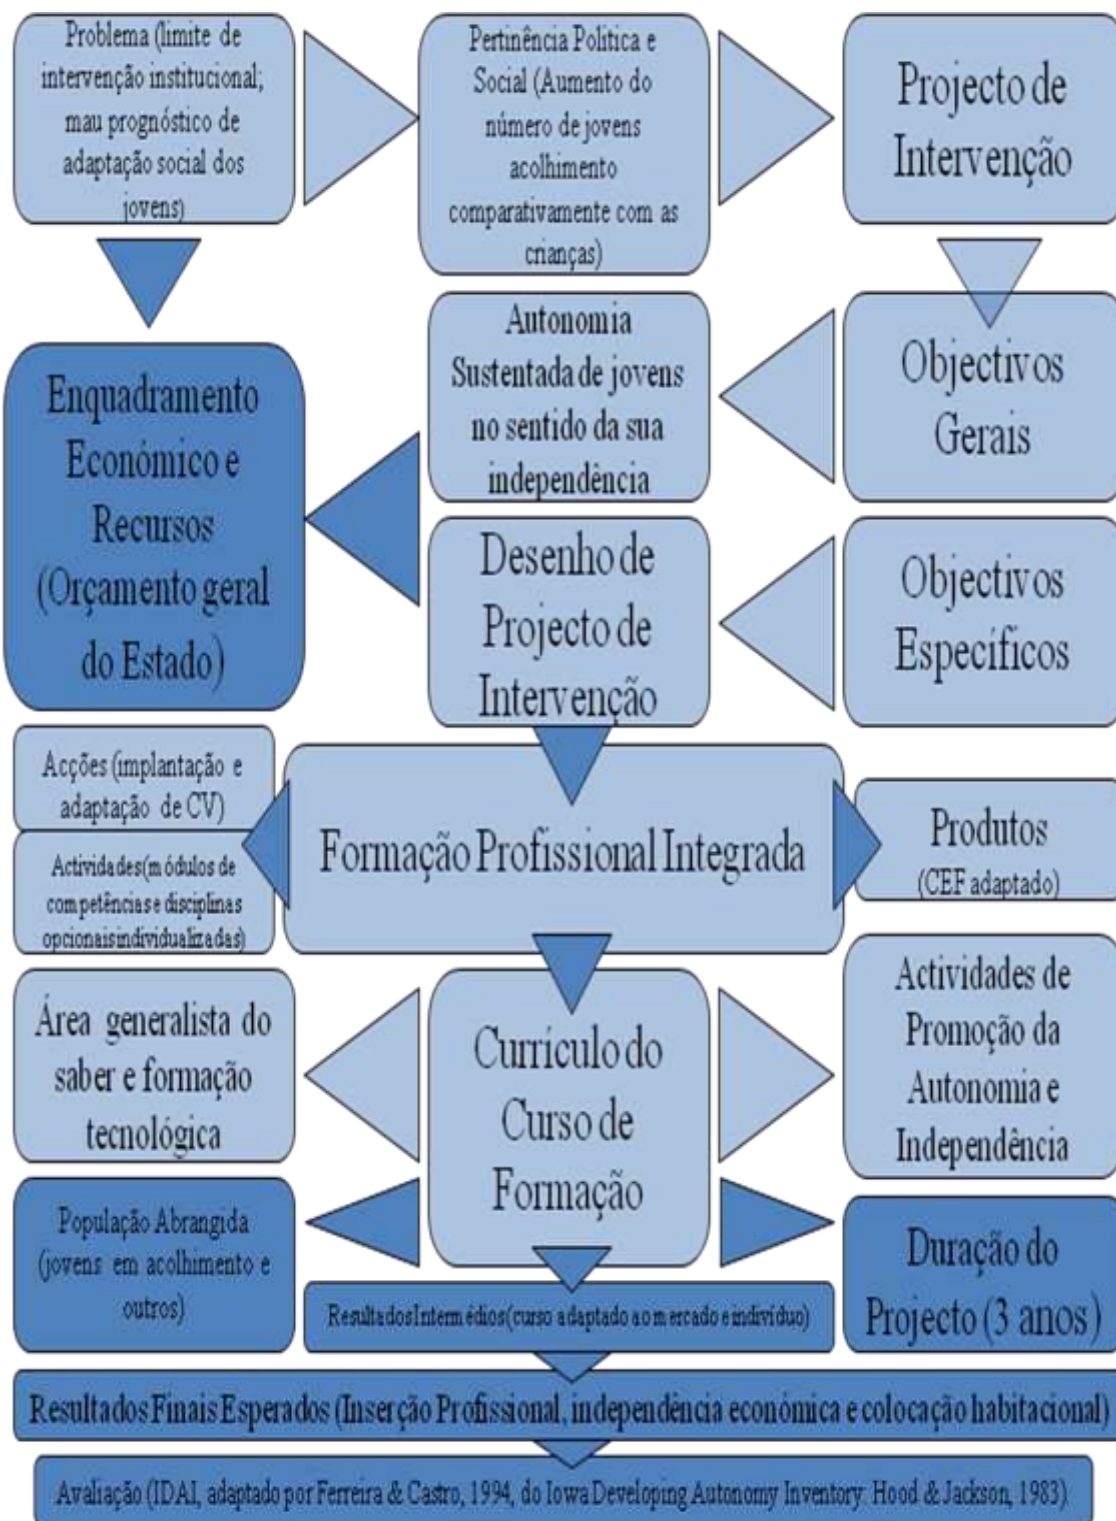 Problema (limite de
intervenção institucional;
mau prognóstico de
adaptação social dos
jovens)
Pertinência Política e
Social (Aumento do
número de jovens
acolhimento
comparativamente com as
crianças)
Projecto de
Intervenção
Enquadramento
Económico e
Recursos
(Orçamento geral
do Estado)
Autonomia
Sustentada de jovens
no sentido da sua
independência
Objectivos
Gerais
Desenho de
Projecto de
Intervenção
Objectivos
Específicos
Acções (implantação e
adaptação de CV)
Actividades (módulos de
competências e disciplinas
opcionais individualizadas)
Formação Profissional Integrada
Produtos
(CEF adaptado)
Área generalista do
saber e formação
tecnológica
Currículo do
Curso de
Formação
Actividades de
Promoção da
Autonomia e
Independência
População Abrangida
(jovens em acolhimento e
outros)
Resultados Intermédios (curso adaptado ao mercado e indivíduo)
Duração do
Projecto (3 anos)
Resultados Finais Esperados (Inserção Profissional, independência económica e colocação habitacional)
Avaliação (IDAI, adaptado por Ferreira & Castro, 1994, do Iowa Developing Autonomy Inventory: Hood & Jackson, 1983).